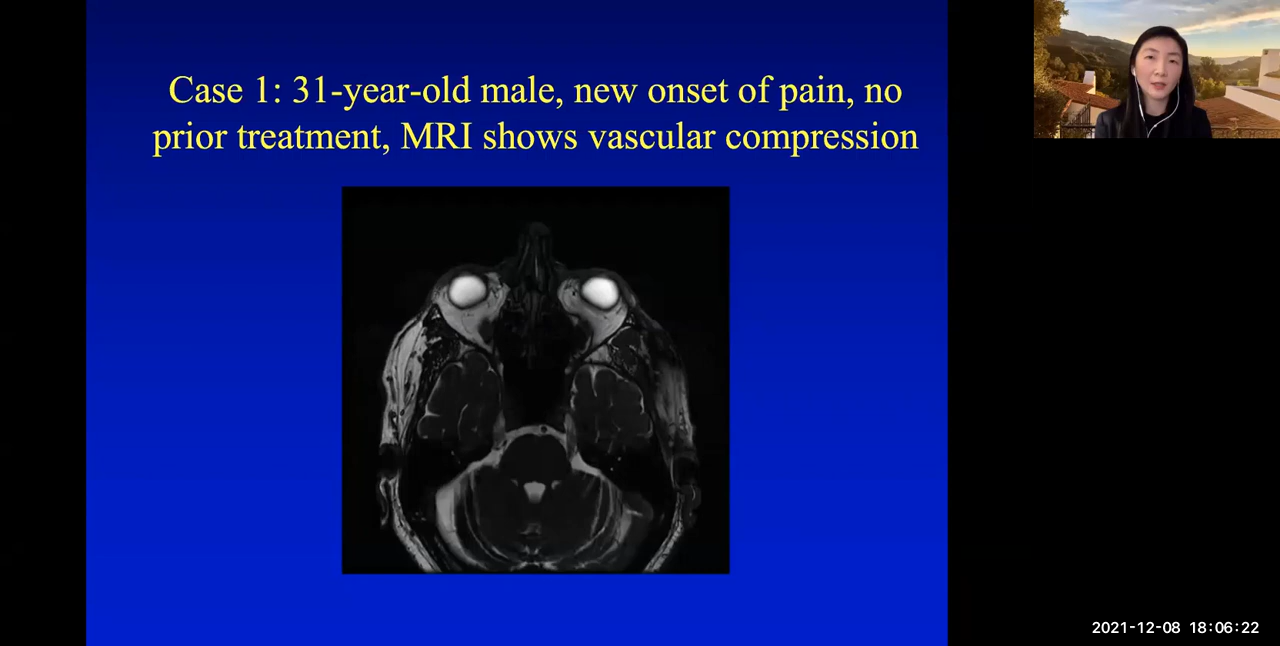 Case 1: 31-year-old male, new onset of pain, no
prior treatment, MRI shows vascular compression
2021-12-08 18:06:22